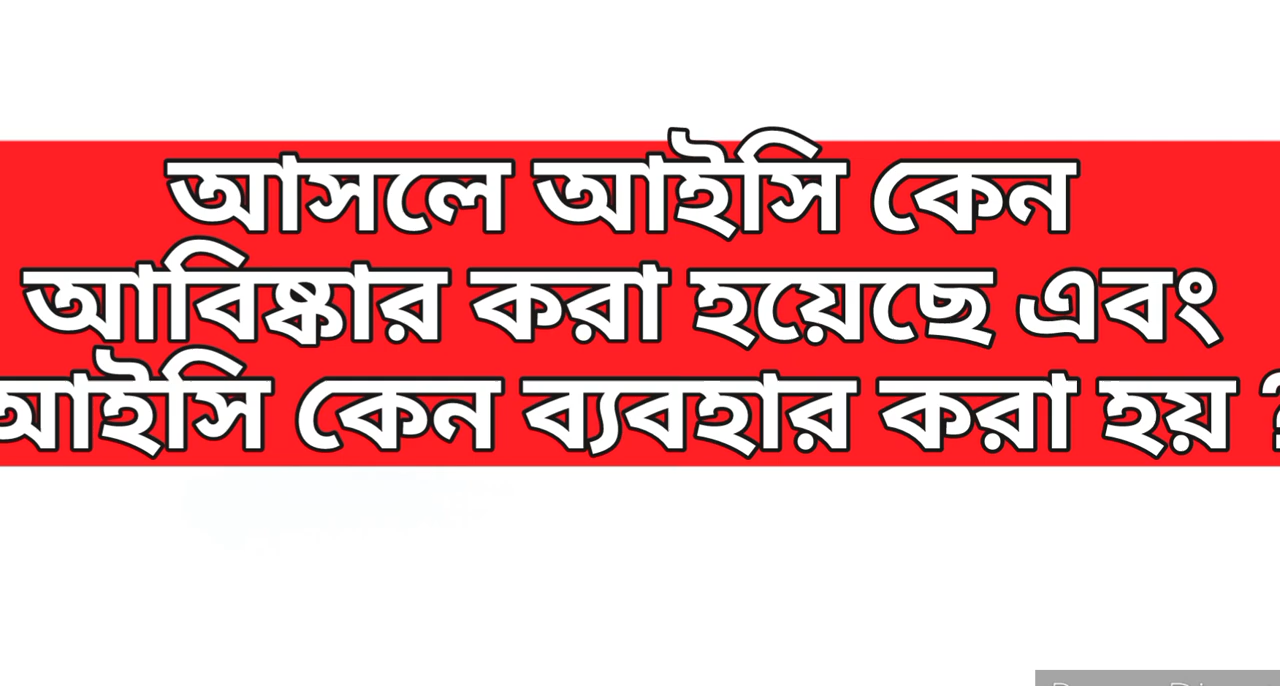 আসলে আইসি কেন
আবিষ্কার করা হয়েছে এবং
আইসি কেন ব্যবহার করা হয় ?